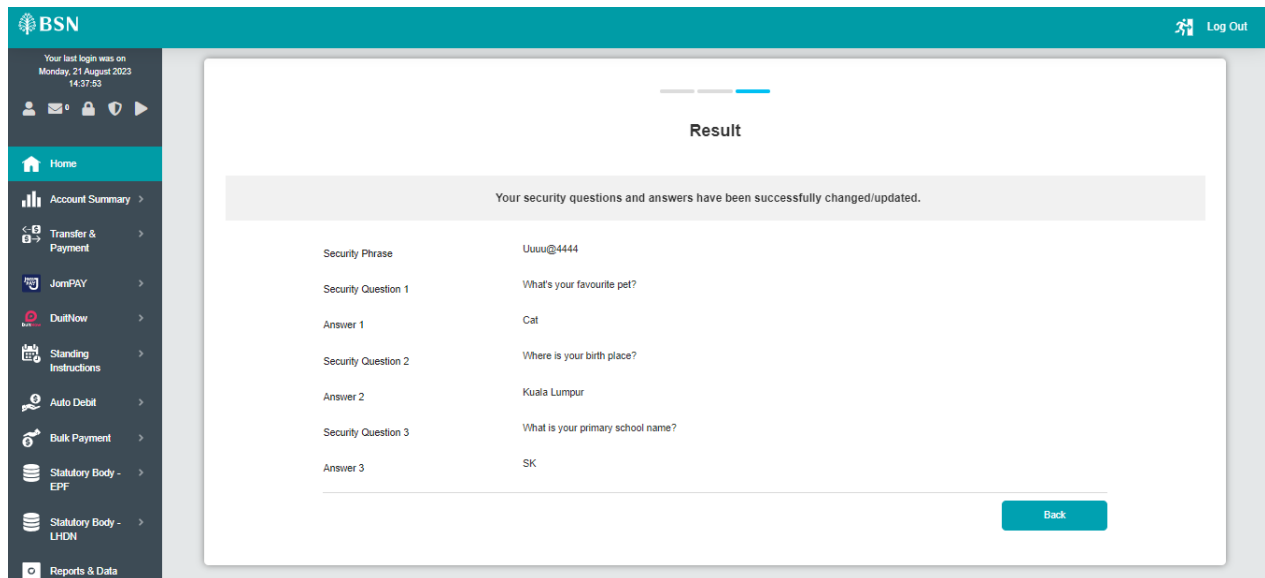 BSN
Log Out
Your last login was on
Monday, 21 August 2023
14:37:53
0
Home
Account Summary
Transfer &
Payment
JomPAY
DuitNow
Standing
Instructions
Auto Debit
Bulk Payment
Statutory Body -
EPF
Statutory Body -
LHDN
Reports & Data
Result
Your security questions and answers have been successfully changed/updated.
Security Phrase Uuuu@4444
Security Question 1 What's your favourite pet?
Answer 1 Cat
Security Question 2 Where is your birth place?
Answer 2 Kuala Lumpur
Security Question 3 What is your primary school name?
Answer 3 SK
Back